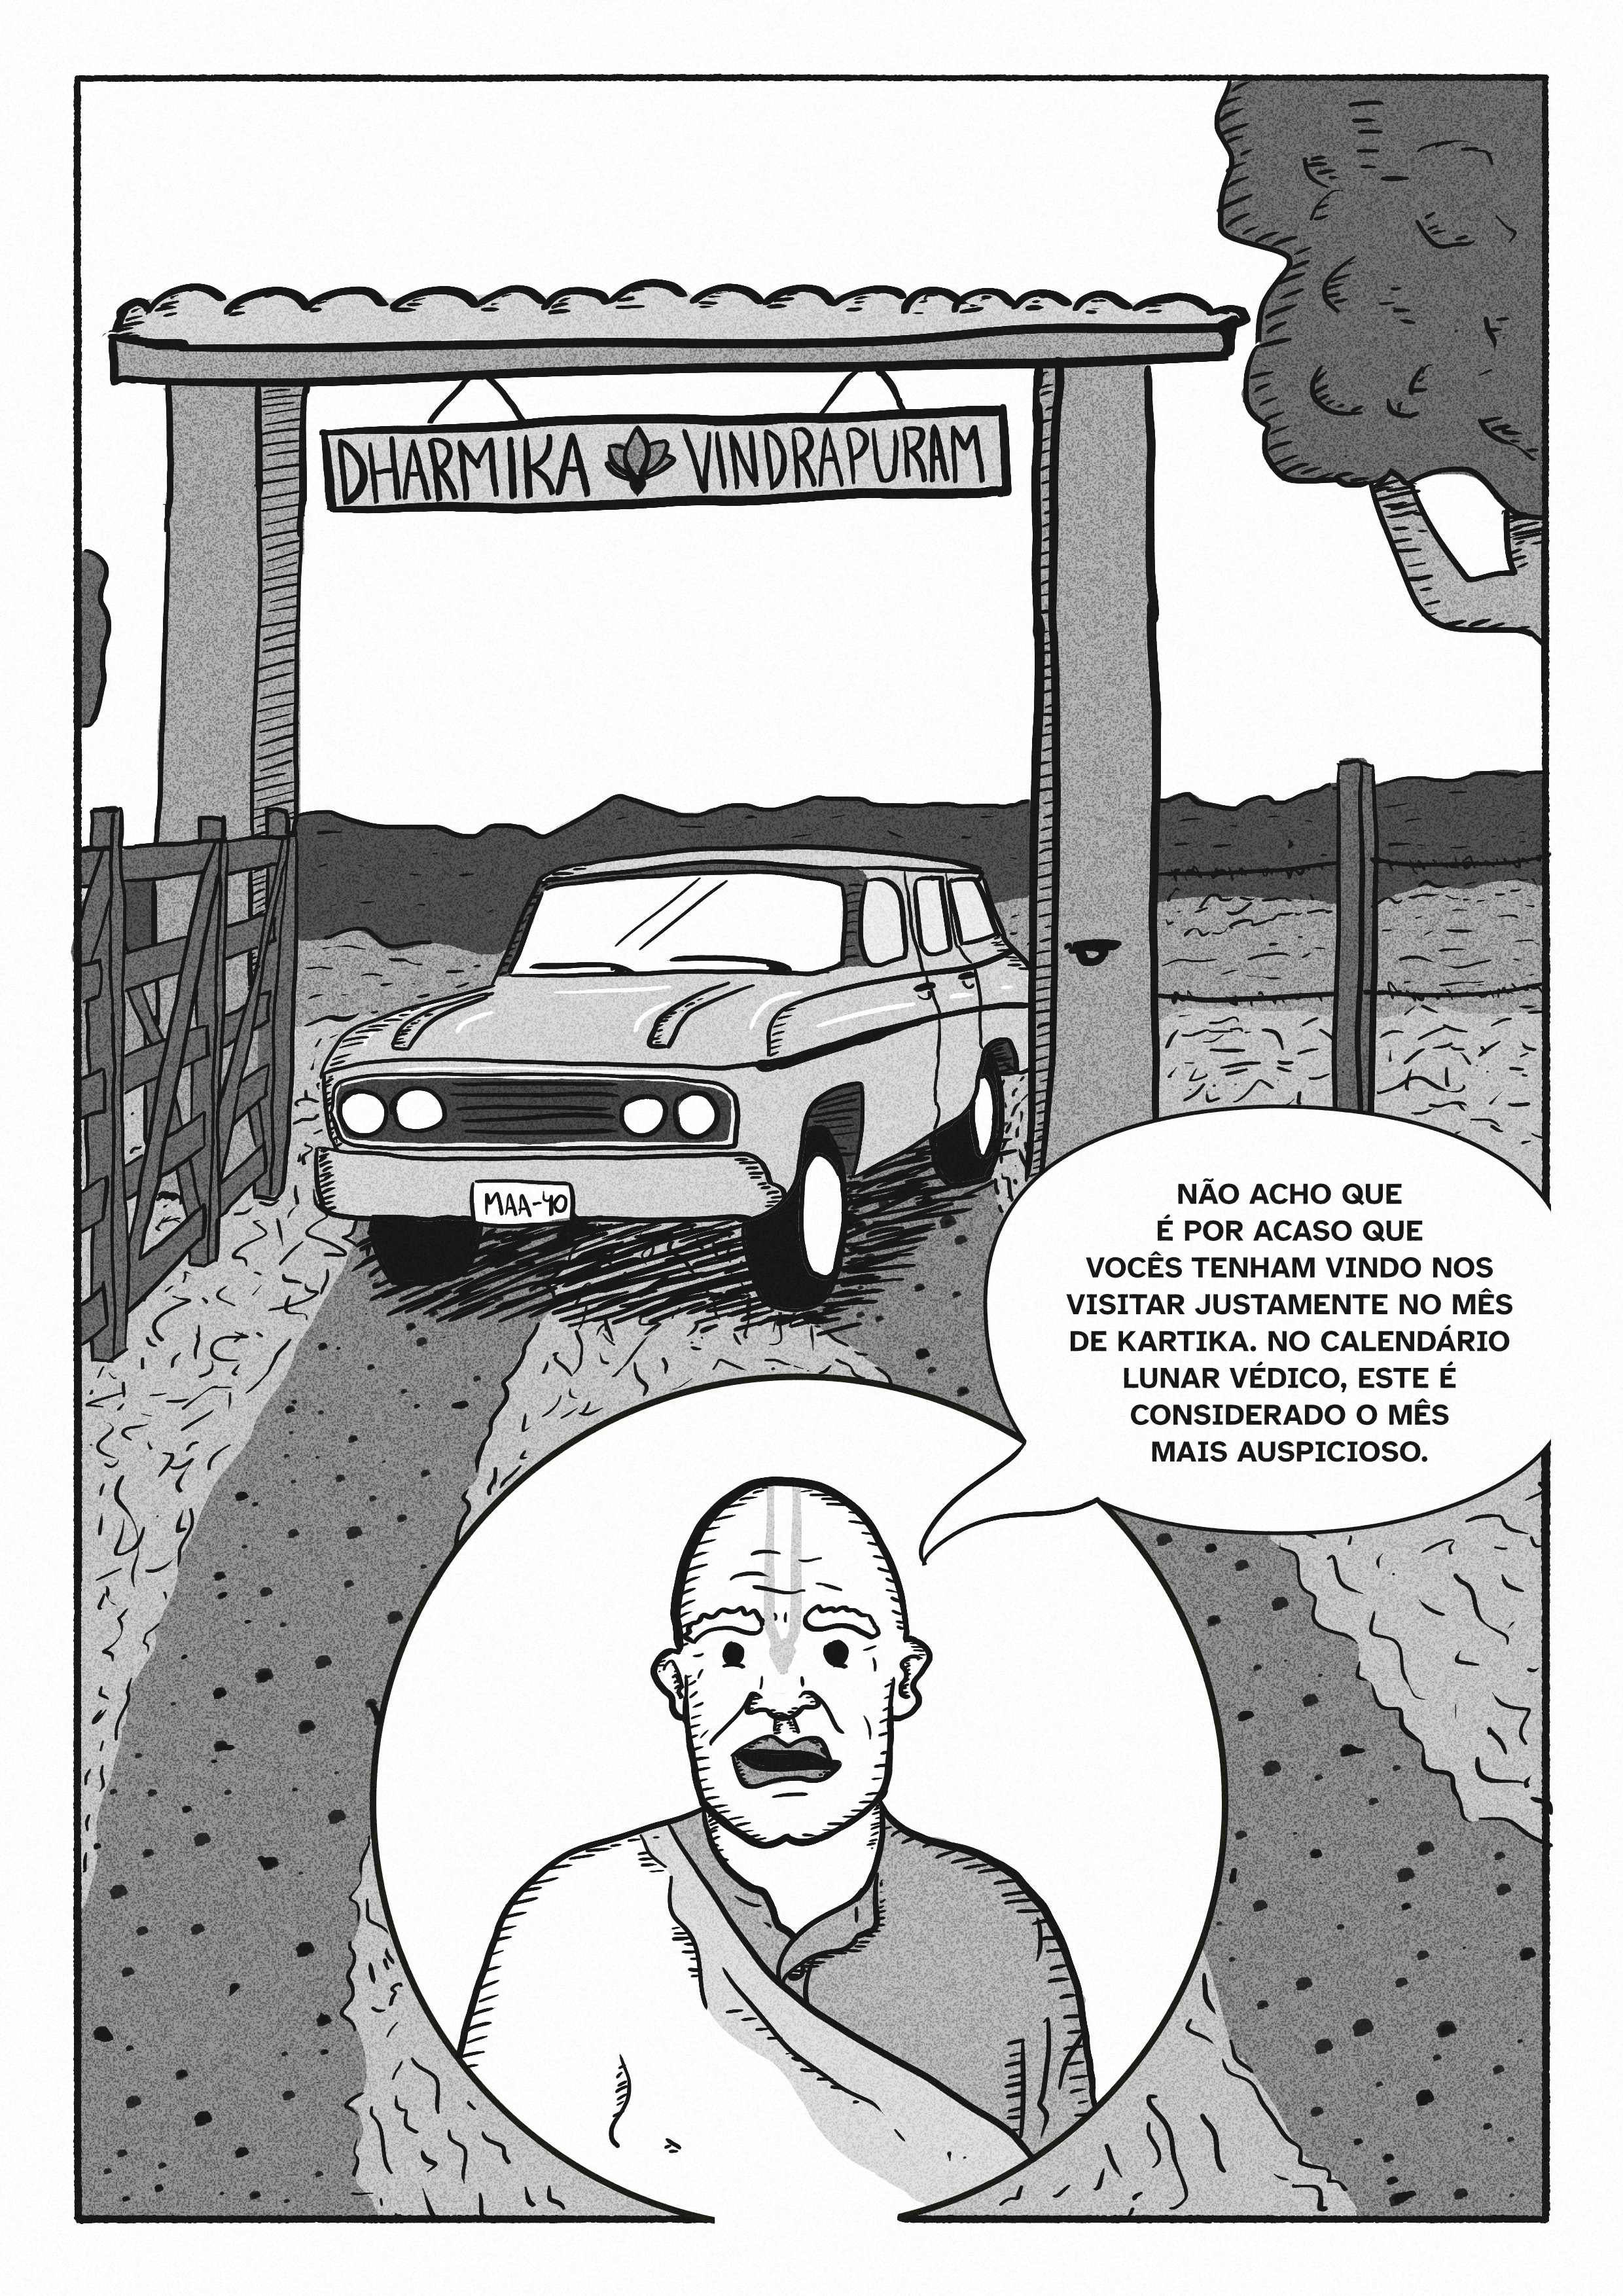 DHARMIKA VINDRAPURAM
MAA-40
NÃO ACHO QUE
É POR ACASO QUE
VOCÊS TENHAM VINDO NOS
VISITAR JUSTAMENTE NO MÊS
DE KARTIKA. NO CALENDÁRIO
LUNAR VÉDICO, ESTE É
CONSIDERADO O MÊS
MAIS AUSPICIOSO.